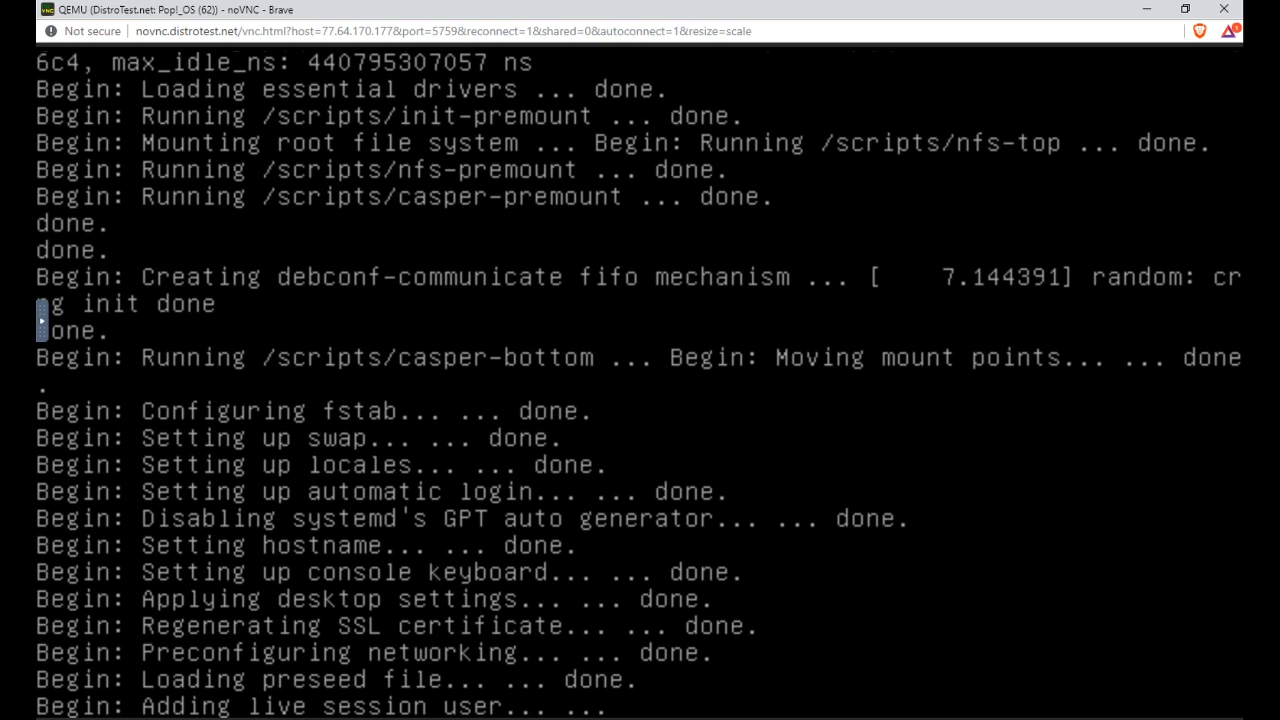 QEMU (DistroTest.net: Pop!_OS (62)) - noVNC - Brave
Not secure novnc.distrotest.net/vnc.html?host=77.64.170.177&port=5759&reconnect=1&shared=0&autoconnect=1&resize=scale
6c4, max_idle_ns: 440795307057 ns
Begin: Loading essential drivers ... done.
Begin: Running /scripts/init-premount ... done.
Begin: Mounting root file system ... Begin: Running /scripts/nfs-top ... done.
Begin: Running /scripts/nfs-premount ... done.
Begin: Running /scripts/casper-premount ... done.
done.
done.
Begin: Creating debconf-communicate fifo mechanism ... [    7.144391] random: cr
ng init done
done.
Begin: Running /scripts/casper-bottom ... Begin: Moving mount points... ... done
.
Begin: Configuring fstab... ... done.
Begin: Setting up swap... ... done.
Begin: Setting up locales... ... done.
Begin: Setting up automatic login... ... done.
Begin: Disabling systemd's GPT auto generator... ... done.
Begin: Setting hostname... ... done.
Begin: Setting up console keyboard... ... done.
Begin: Applying desktop settings... ... done.
Begin: Regenerating SSL certificate... ... done.
Begin: Preconfiguring networking... ... done.
Begin: Loading preseed file... ... done.
Begin: Adding live session user... ...